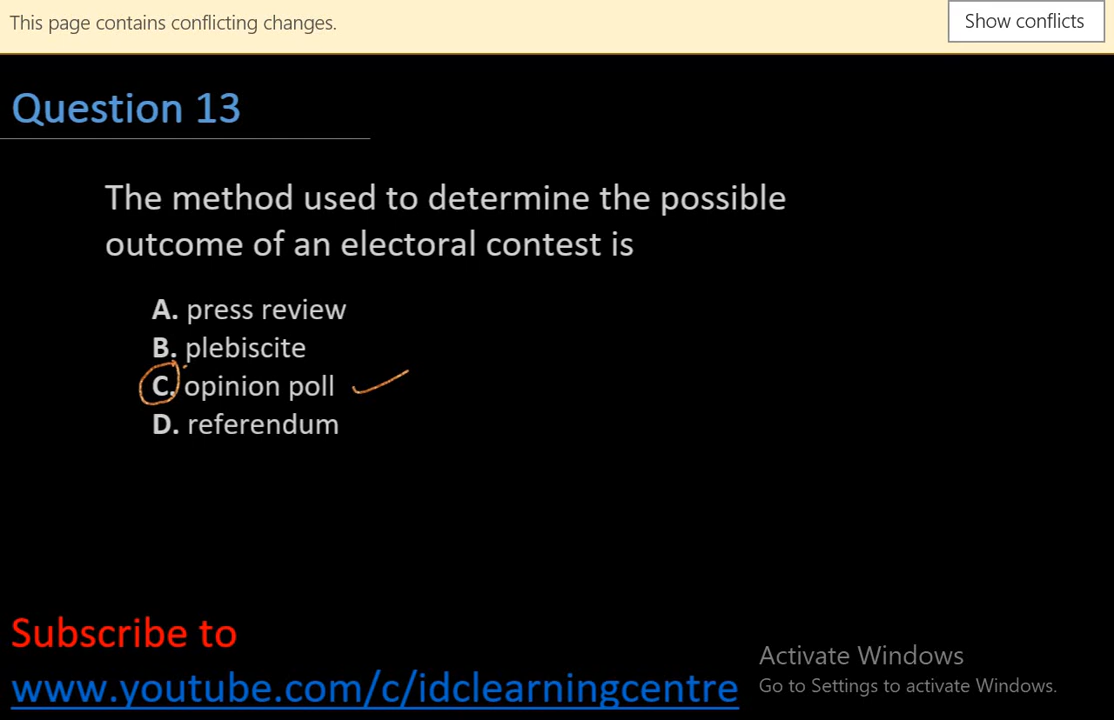 This page contains conflicting changes.
Show conflicts
Question 13
The method used to determine the possible
outcome of an electoral contest is
A. press review
B. plebiscite
C. opinion poll
D. referendum
Subscribe to
www.youtube.com/c/idclearningcentre
Activate Windows
Go to Settings to activate Windows.